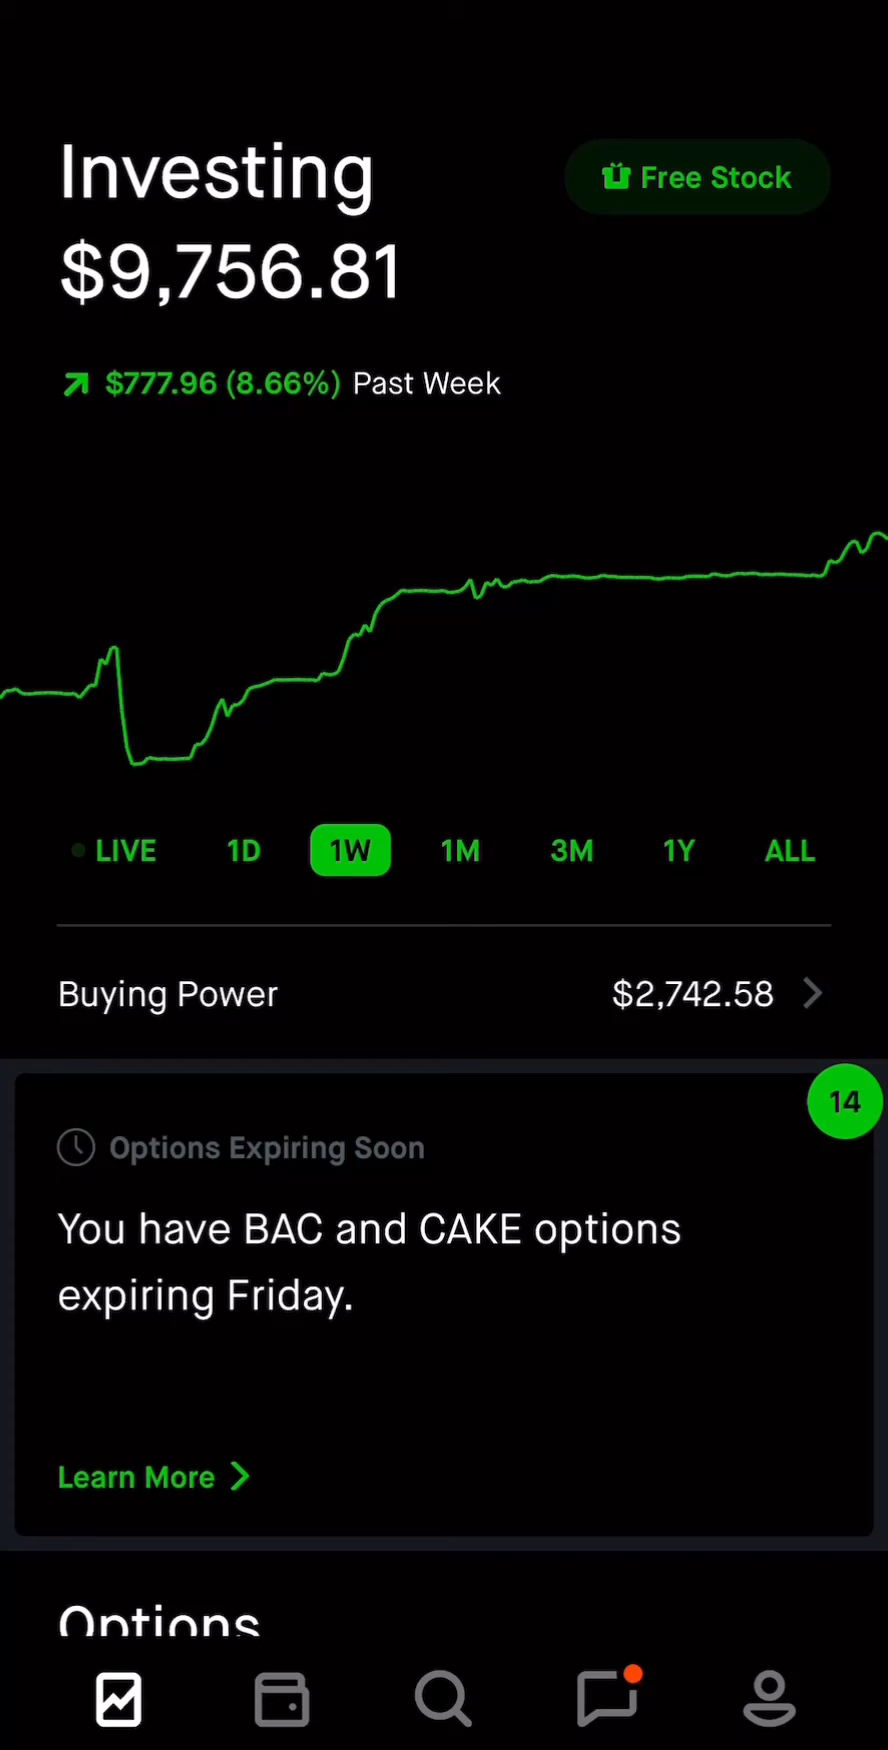 Investing
Free Stock
$9,756.81
$777.96 (8.66%) Past Week
LIVE 1D 1W 1M 3M 1Y ALL
Buying Power $2,742.58
14
Options Expiring Soon
You have BAC and CAKE options
expiring Friday.
Learn More
Options